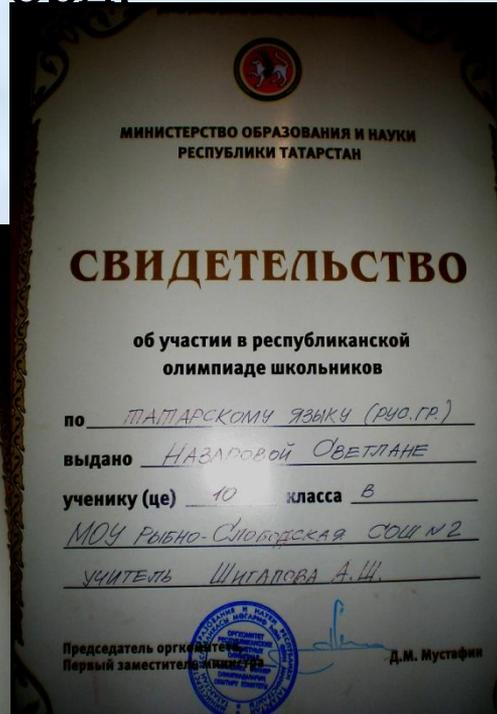 МИНИСТЕРСТВО ОБРАЗОВАНИЯ И НАУКИ
РЕСПУБЛИКИ ТАТАРСТАН
СВИДЕТЕЛЬСТВО
об участии в республиканской
олимпиаде школьников
по ТАТАРСКОМУ ЯЗЫКУ (РУС.ГР.)
выдано НАЗАРОВОЙ СВЕТЛАНЕ
ученику (це) 10 класса В
МОУ РЫБНО-СЛОБОДСКАЯ СОШ №2
УЧИТЕЛЬ ШИГАПОВА А.Ш.
Председатель оргкомитета,
Первый заместитель министра
Д.М. Мустафин